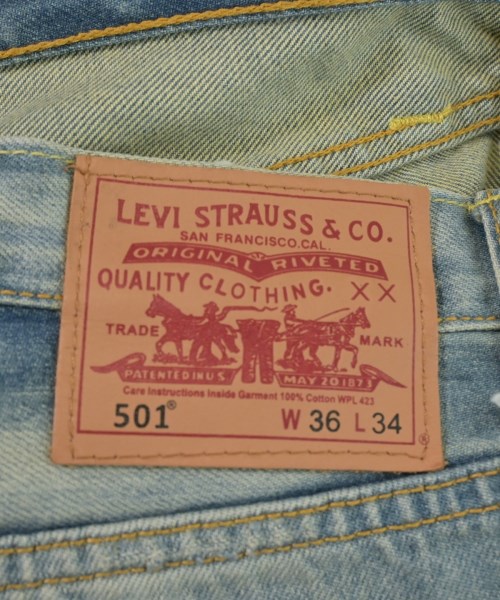 LEVI STRAUSS & CO.
SAN FRANCISCO.CAL.
ORIGINAL RIVETED
QUALITY CLOTHING. XX
TRADE MARK
PATENTED IN U.S MAY 20 1873
Care Instructions Inside Garment 100% Cotton WPL 423
501® W 36 L 34
®